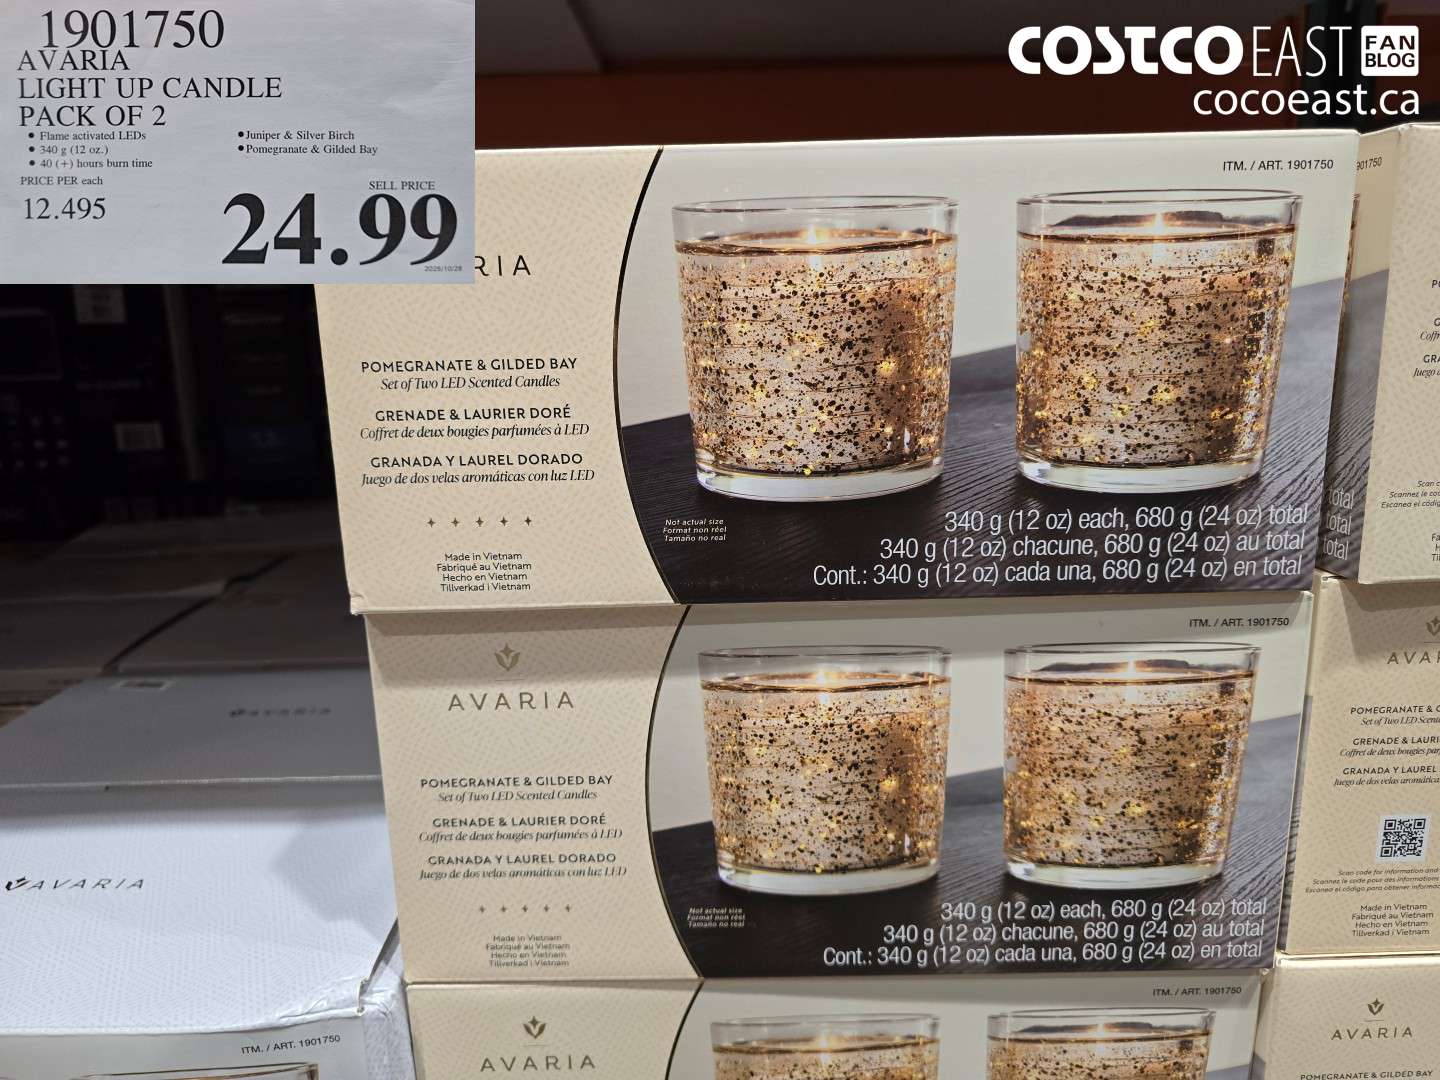 1901750
AVARIA
LIGHT UP CANDLE
PACK OF 2
• Flame activated LEDs
• 340 g (12 oz.)
• 40 (+) hours burn time
• Juniper & Silver Birch
• Pomegranate & Gilded Bay
PRICE PER each
12.495
SELL PRICE
24.99
COSTCO EAST FAN BLOG
cocoeast.ca
ITM. / ART. 1901750
RIA
POMEGRANATE & GILDED BAY
Set of Two LED Scented Candles
GRENADE & LAURIER DORÉ
Coffret de deux bougies parfumées à LED
GRANADA Y LAUREL DORADO
Juego de dos velas aromáticas con luz LED
Made in Vietnam
Fabriqué au Vietnam
Hecho en Vietnam
Tillverkad i Vietnam
Not actual size
Format non réel
Tamaño no real
340 g (12 oz) each, 680 g (24 oz) total
340 g (12 oz) chacune, 680 g (24 oz) au total
Cont.: 340 g (12 oz) cada una, 680 g (24 oz) en total
total
total
total
ITM. / ART. 1901750
AVARIA
POMEGRANATE & GILDED BAY
Set of Two LED Scented Candles
GRENADE & LAURIER DORÉ
Coffret de deux bougies parfumées à LED
GRANADA Y LAUREL DORADO
Juego de dos velas aromáticas con luz LED
Made in Vietnam
Fabriqué au Vietnam
Hecho en Vietnam
Tillverkad i Vietnam
Not actual size
Format non réel
Tamaño no real
340 g (12 oz) each, 680 g (24 oz) total
340 g (12 oz) chacune, 680 g (24 oz) au total
Cont.: 340 g (12 oz) cada una, 680 g (24 oz) en total
POMEGRANATE &
GRENADE & LAURI
GRANADA Y LAUREL
Made in Vietnam
Fabriqué au Vietnam
Hecho en Vietnam
Tillverkad i Vietnam
AVARIA
AVARIA
ITM. / ART. 1901750
ITM. / ART. 1901750
AVARIA
AVARIA
POMEGRANATE & GILDED BAY